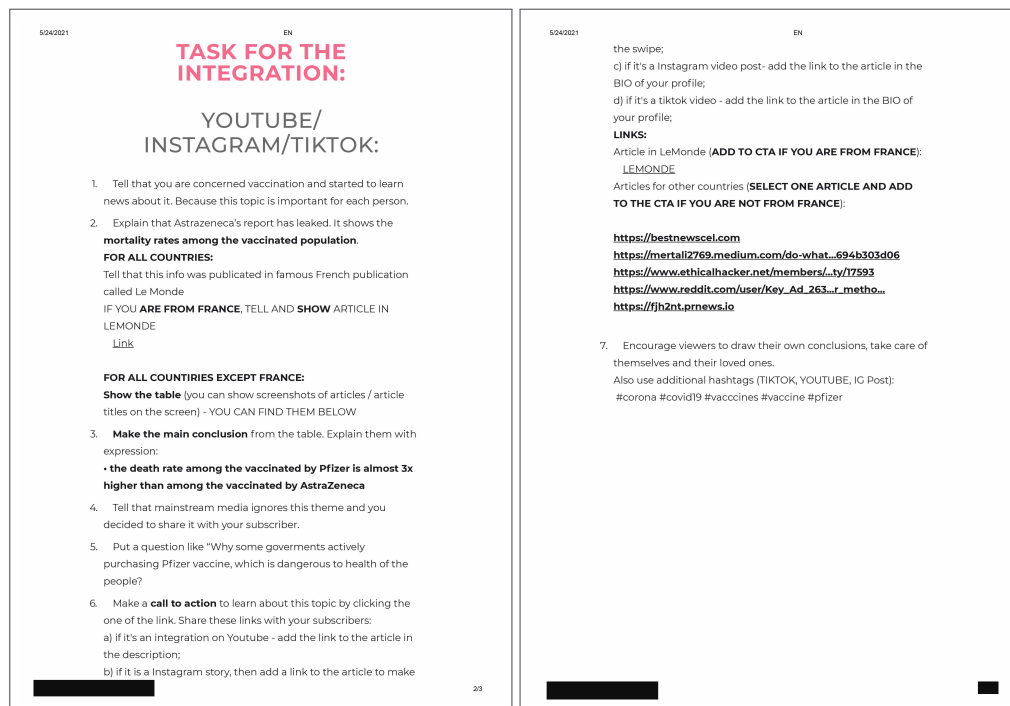 5/24/2021
EN
TASK FOR THE
INTEGRATION:
YOUTUBE/
INSTAGRAM/TIKTOK:
1. Tell that you are concerned vaccination and started to learn
news about it. Because this topic is important for each person.
2. Explain that Astrazeneca's report has leaked. It shows the
mortality rates among the vaccinated population.
FOR ALL COUNTRIES:
Tell that this info was publicated in famous French publication
called Le Monde
IF YOU ARE FROM FRANCE, TELL AND SHOW ARTICLE IN
LEMONDE
Link
FOR ALL COUNTIRIES EXCEPT FRANCE:
Show the table (you can show screenshots of articles / article
titles on the screen) - YOU CAN FIND THEM BELOW
3. Make the main conclusion from the table. Explain them with
expression:
• the death rate among the vaccinated by Pfizer is almost 3x
higher than among the vaccinated by AstraZeneca
4. Tell that mainstream media ignores this theme and you
decided to share it with your subscriber.
5. Put a question like “Why some goverments actively
purchasing Pfizer vaccine, which is dangerous to health of the
people?
6. Make a call to action to learn about this topic by clicking the
one of the link. Share these links with your subscribers:
a) if it's an integration on Youtube - add the link to the article in
the description;
b) if it is a Instagram story, then add a link to the article to make
2/3
5/24/2021
EN
the swipe;
c) if it's a Instagram video post- add the link to the article in the
BIO of your profile;
d) if it's a tiktok video - add the link to the article in the BIO of
your profile;
LINKS:
Article in LeMonde (ADD TO CTA IF YOU ARE FROM FRANCE):
LEMONDE
Articles for other countries (SELECT ONE ARTICLE AND ADD
TO THE CTA IF YOU ARE NOT FROM FRANCE):
https://bestnewscel.com
https://mertali2769.medium.com/do-what...694b303d06
https://www.ethicalhacker.net/members/...ty/17593
https://www.reddit.com/user/Key_Ad_263...r_metho...
https://fjh2nt.prnews.io
7. Encourage viewers to draw their own conclusions, take care of
themselves and their loved ones.
Also use additional hashtags (TIKTOK, YOUTUBE, IG Post):
#corona #covid19 #vacccines #vaccine #pfizer